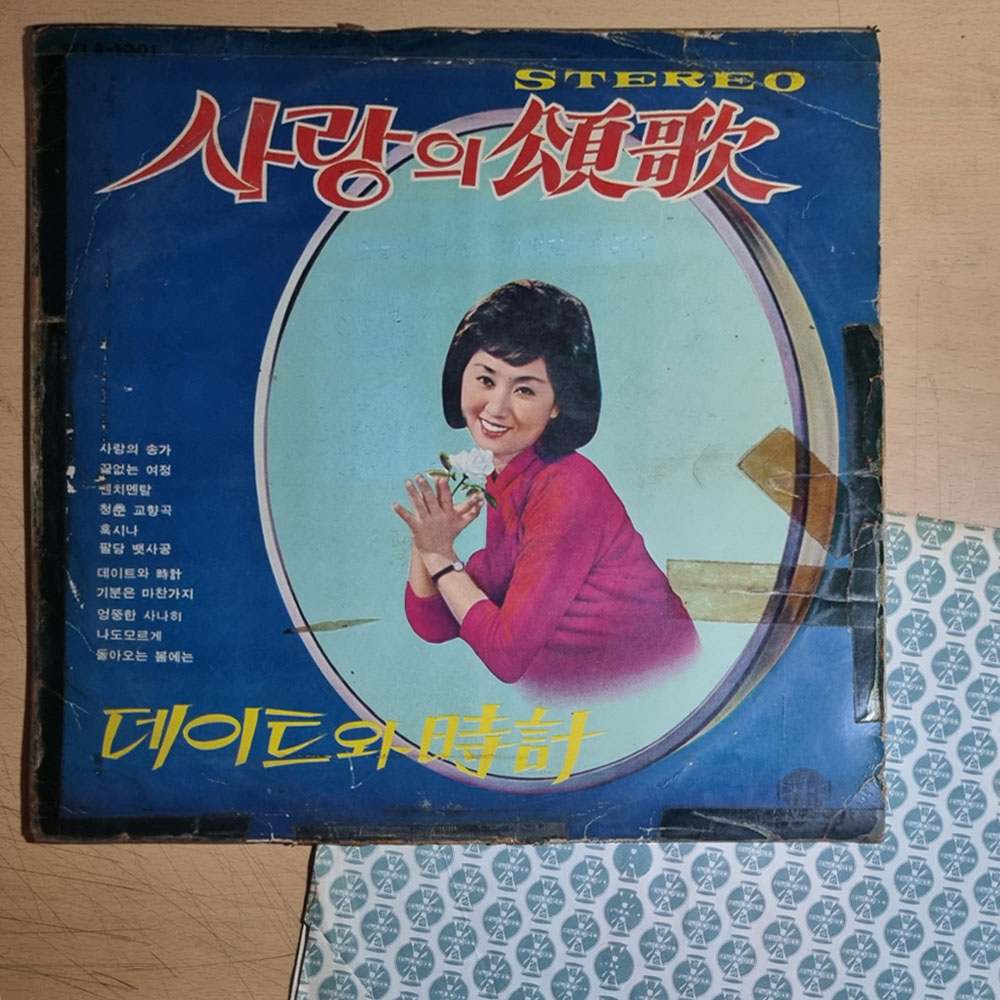 STEREO
사랑의 頌歌
사랑의 송가
끝없는 여정
센치멘탈
청춘 교향곡
혹시나
팔당 뱃사공
데이트와 時計
기분은 마찬가지
엉뚱한 사나히
나도모르게
돌아오는 봄에는
데이트와 時計